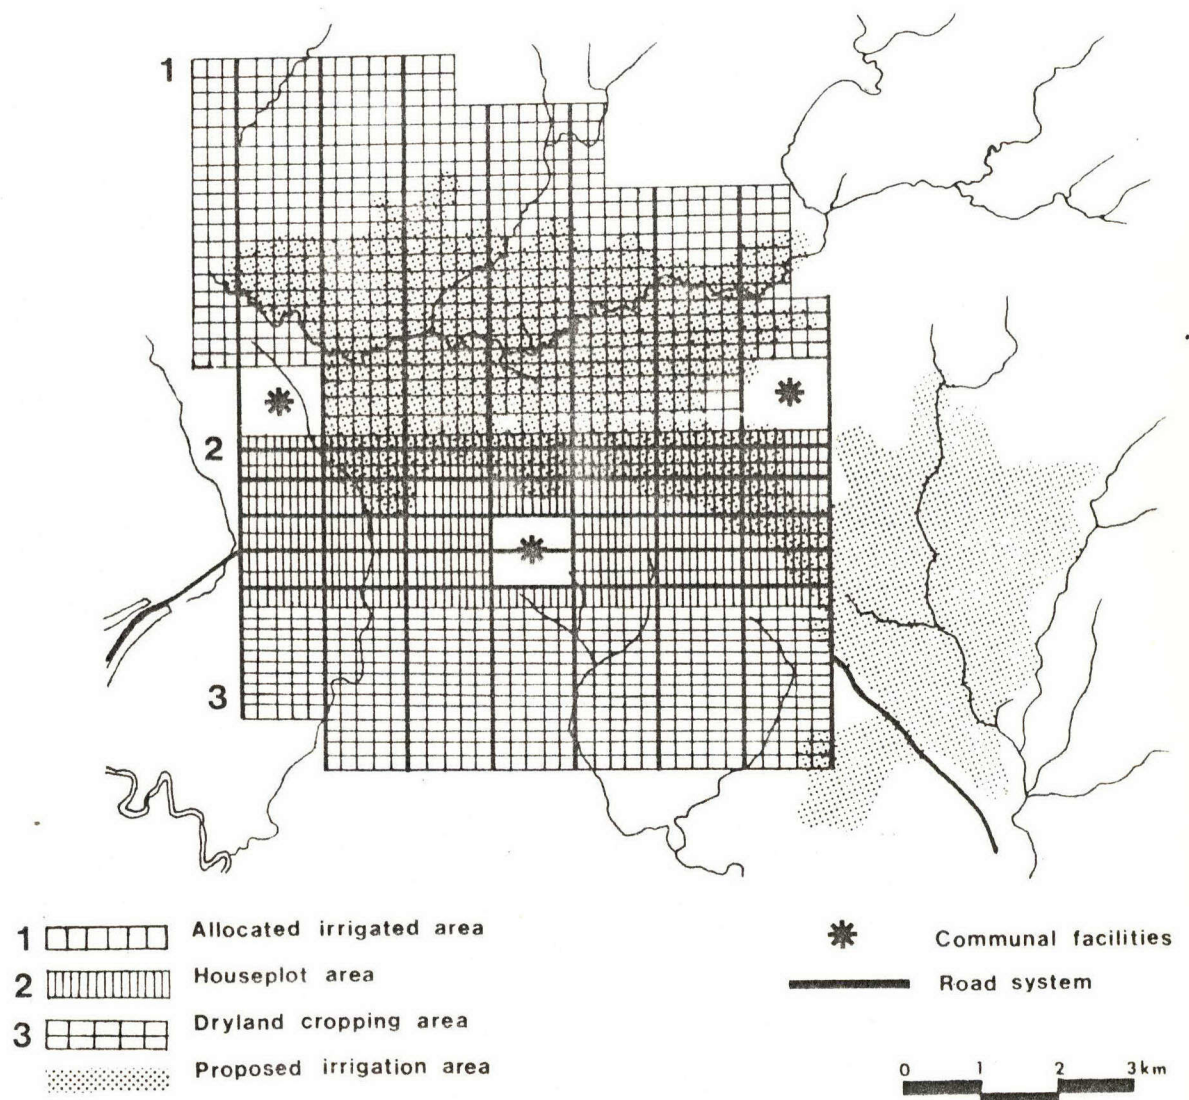 1
2
3
1 Allocated irrigated area
2 Houseplot area
3 Dryland cropping area
Proposed irrigation area
Communal facilities
Road system
0 1 2 3km